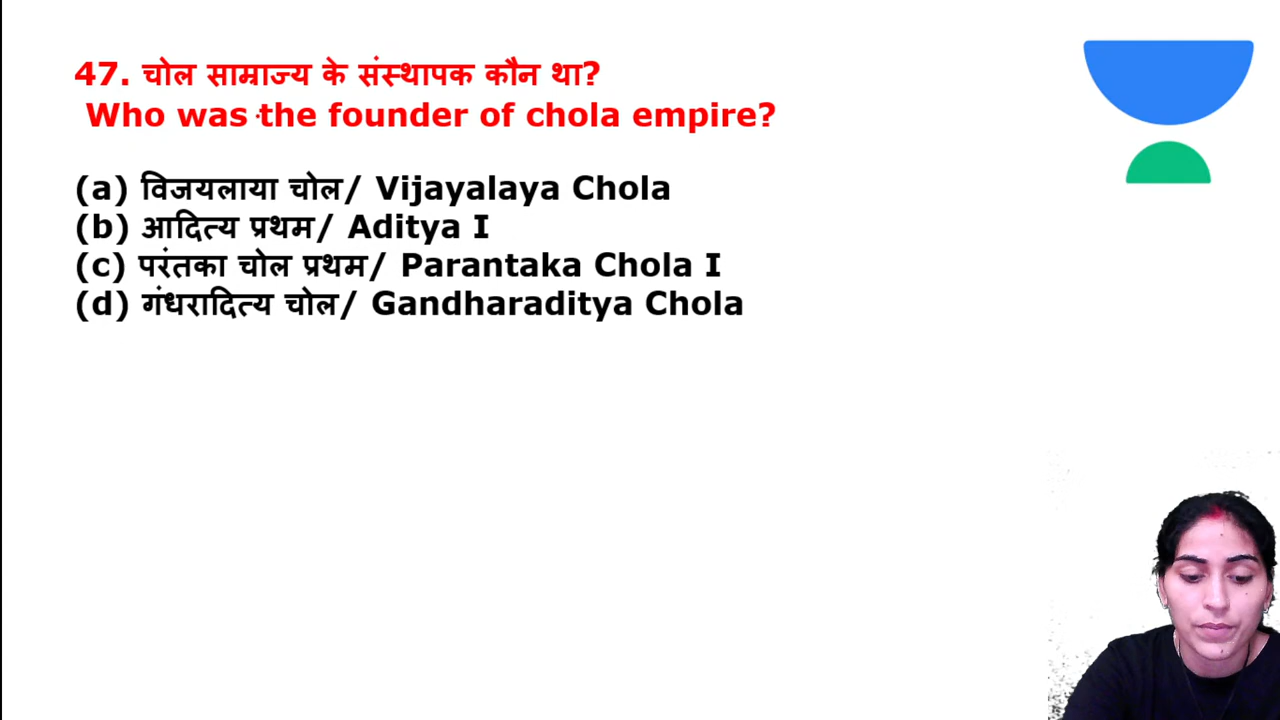 47. चोल साम्राज्य के संस्थापक कौन था?
Who was the founder of chola empire?
(a) विजयलाया चोल/ Vijayalaya Chola
(b) आदित्य प्रथम/ Aditya I
(c) परंतका चोल प्रथम/ Parantaka Chola I
(d) गंधरादित्य चोल/ Gandharaditya Chola